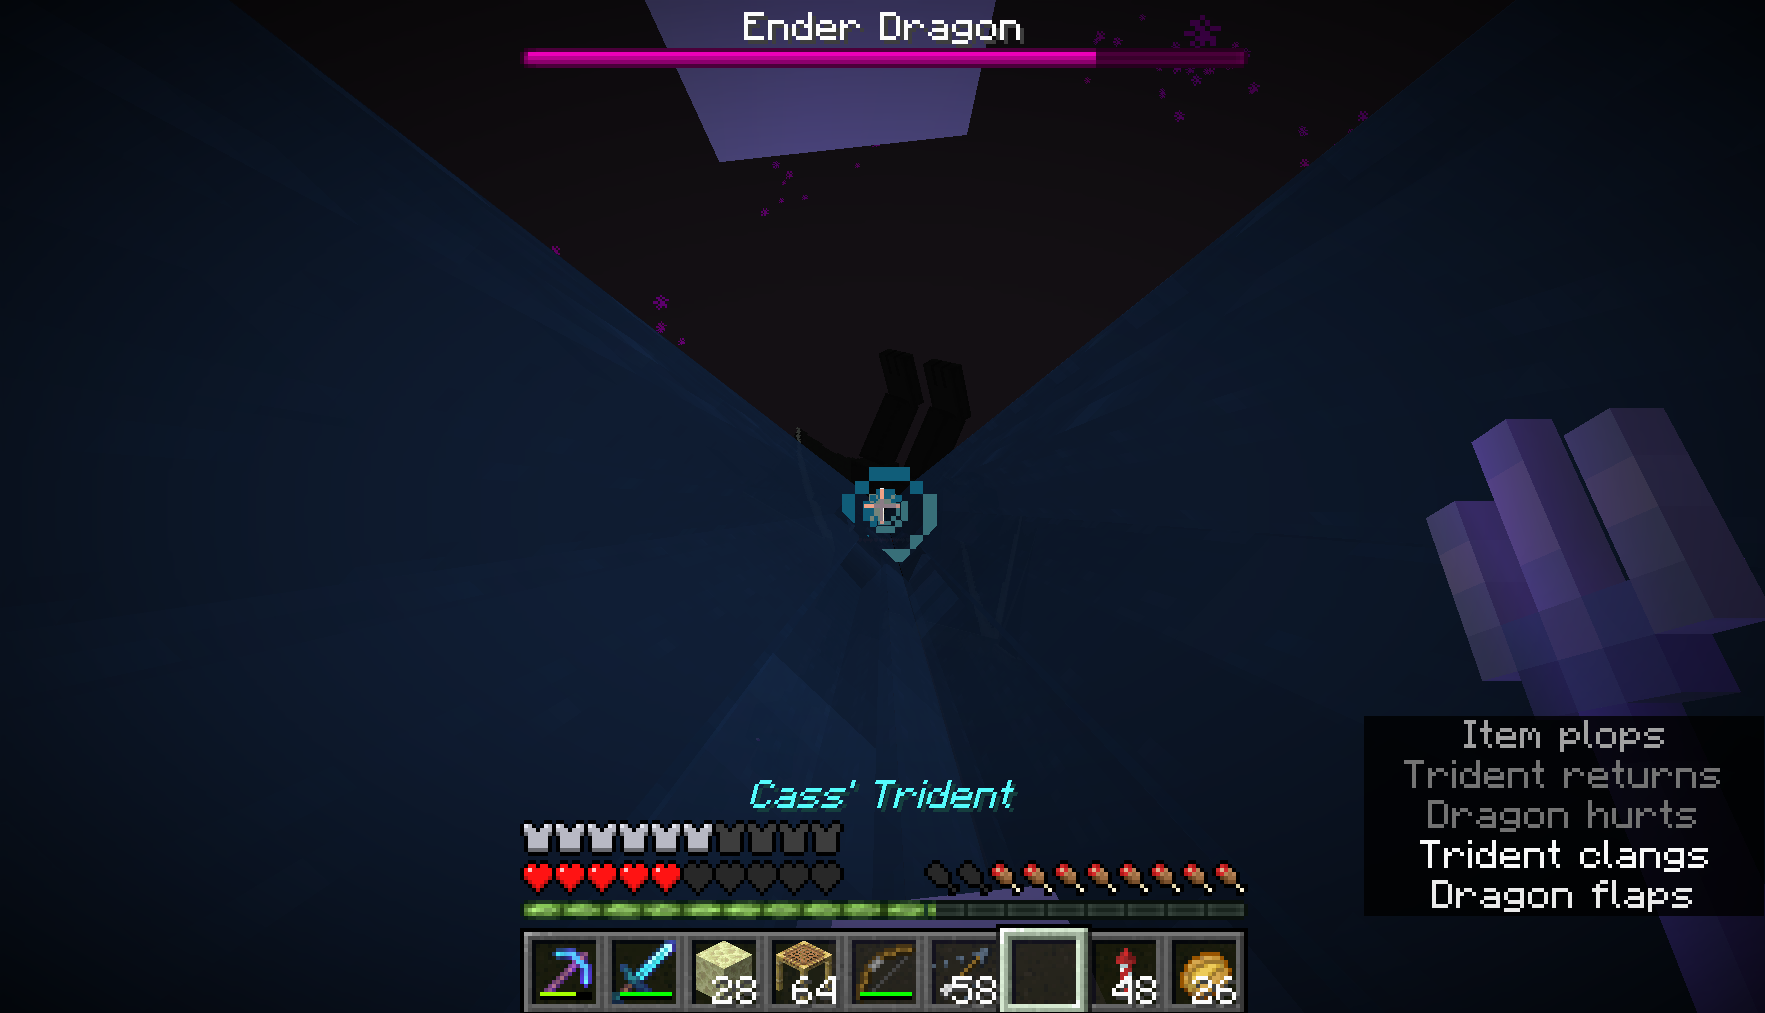 Ender Dragon
Item plops
Trident returns
Dragon hurts
Trident clangs
Dragon flaps
Cass' Trident
28
64
58
48
26